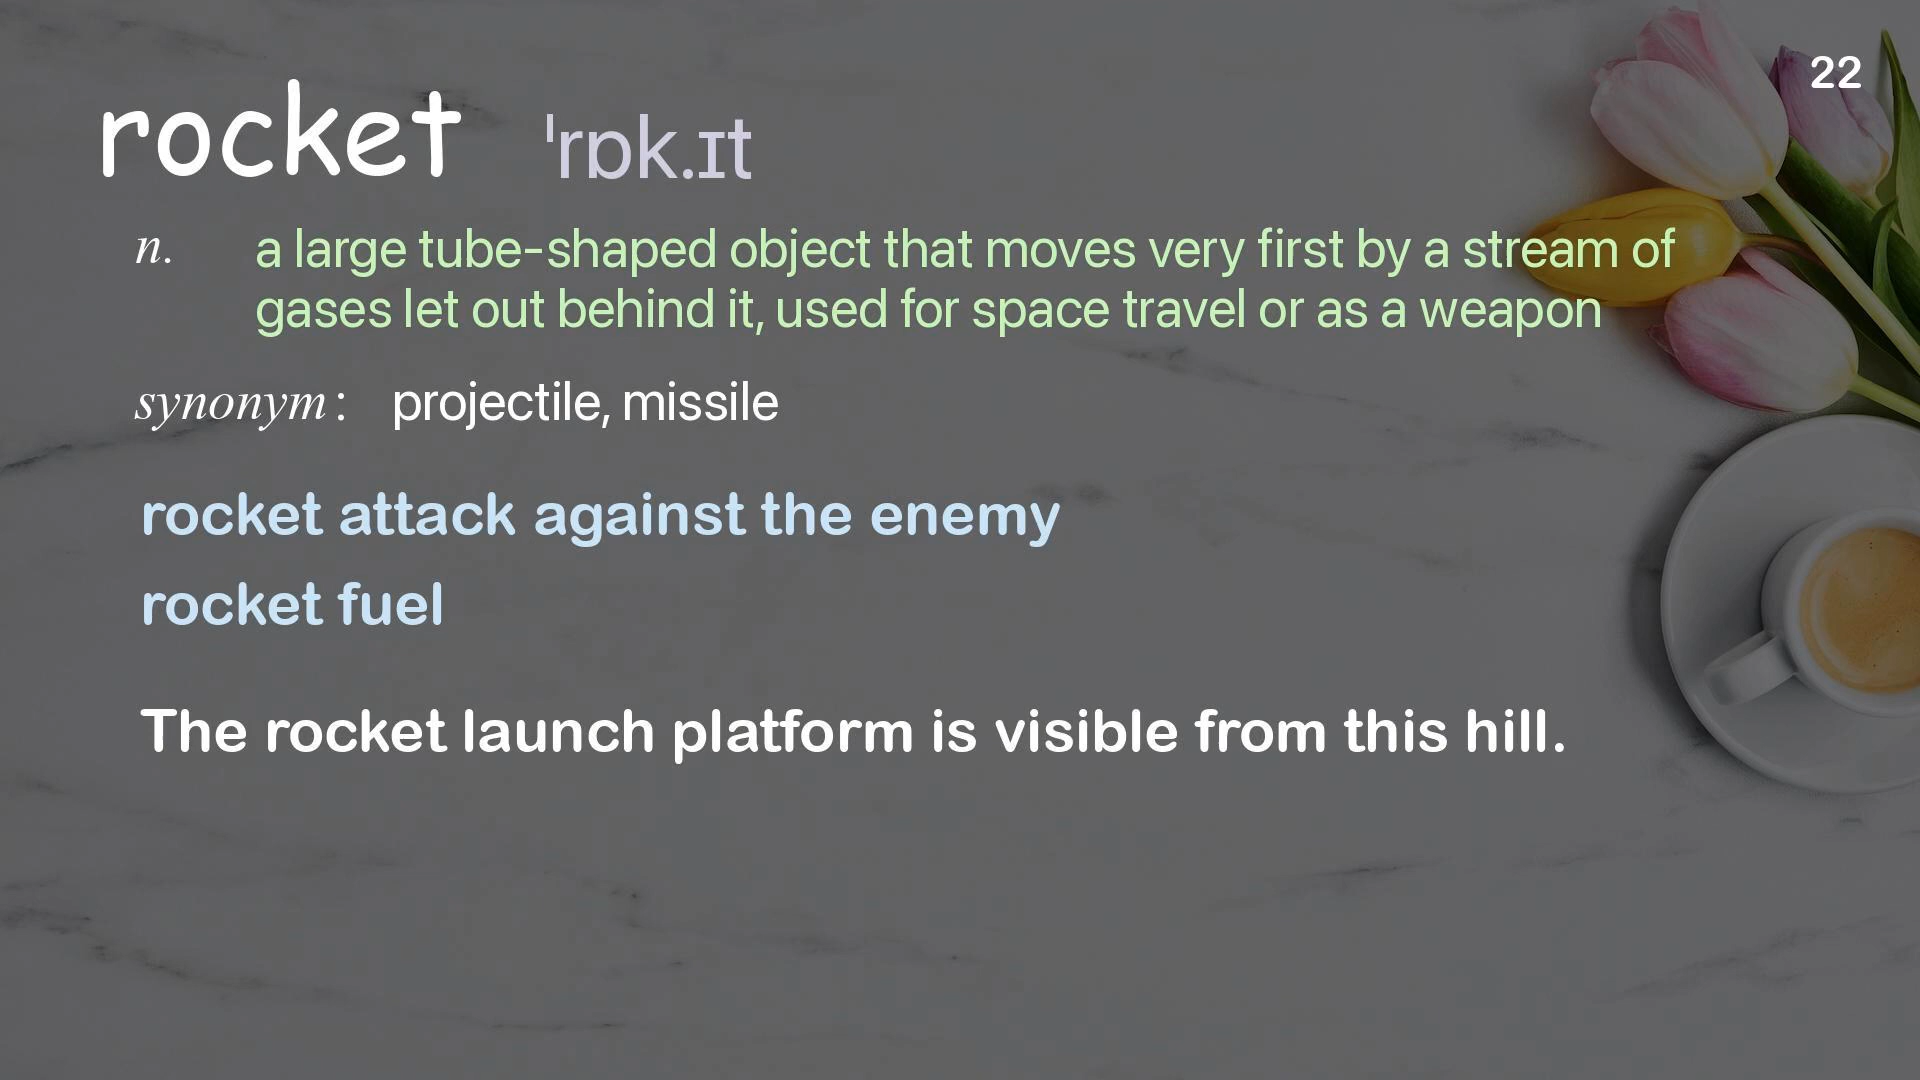 22
rocket ˈrɒk.ɪt
n. a large tube-shaped object that moves very first by a stream of
gases let out behind it, used for space travel or as a weapon
synonym: projectile, missile
rocket attack against the enemy
rocket fuel
The rocket launch platform is visible from this hill.